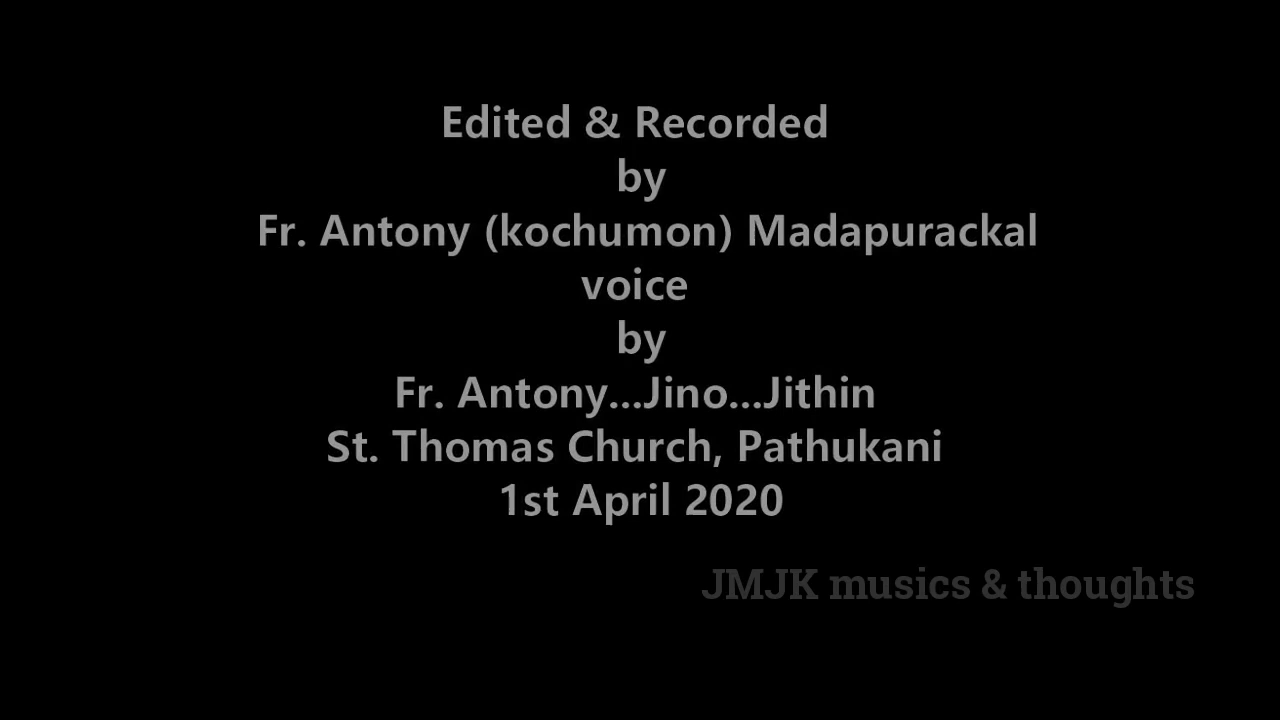 Edited & Recorded
by
Fr. Antony (kochumon) Madapurackal
voice
by
Fr. Antony...Jino...Jithin
St. Thomas Church, Pathukani
1st April 2020
JMJK musics & thoughts